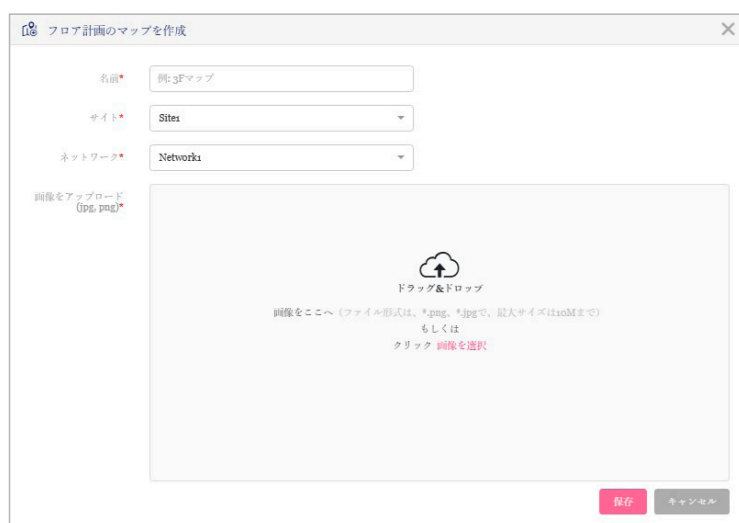 フロア計画のマップを作成
名前*
例: 3Fマップ
サイト*
Site1
ネットワーク*
Network1
画像をアップロード
(jpg, png)*
ドラッグ&ドロップ
画像をここへ（ファイル形式は、*.png、*.jpgで、最大サイズは10Mまで）
もしくは
クリック 画像を選択
保存
キャンセル